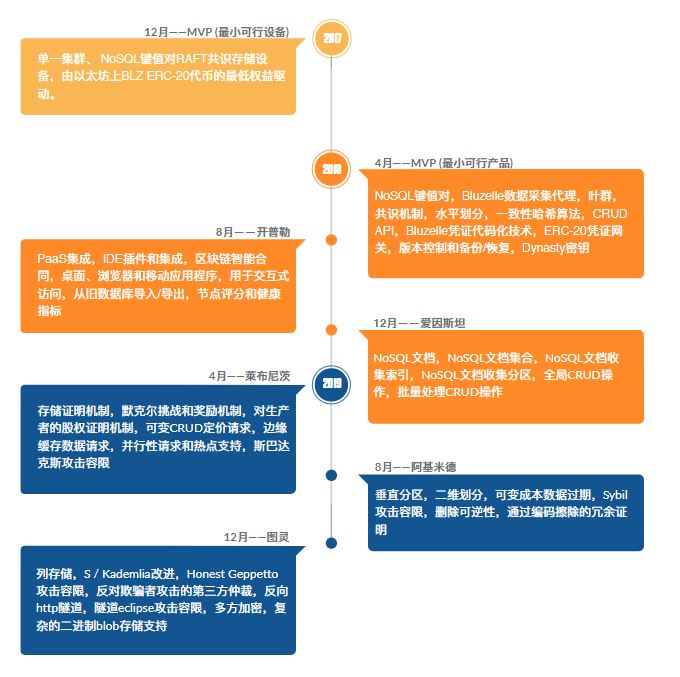 12月——MVP (最小可行设备)
2017
单一集群、 NoSQL键值对RAFT共识存储设
备，由以太坊上BLZ ERC-20代币的最低权益驱
动。
2018
4月——MVP (最小可行产品)
NoSQL键值对，Bluzelle数据采集代理，叶群，
共识机制，水平划分，一致性哈希算法，CRUD
API，Bluzelle凭证代码化技术，ERC-20凭证网
关，版本控制和备份/恢复，Dynasty密钥
8月——开普勒
PaaS集成，IDE插件和集成，区块链智能合
同，桌面、浏览器和移动应用程序，用于交互式
访问，从旧数据库导入/导出，节点评分和健康
指标
12月——爱因斯坦
NoSQL文档，NoSQL文档集合，NoSQL文档收
集索引，NoSQL文档收集分区，全局CRUD操
作，批量处理CRUD操作
4月——莱布尼茨
2019
存储证明机制，默克尔挑战和奖励机制，对生产
者的股权证明机制，可变CRUD定价请求，边缘
缓存数据请求，并行性请求和热点支持，斯巴达
克斯攻击容限
8月——阿基米德
垂直分区，二维划分，可变成本数据过期，Sybil
攻击容限，删除可逆性，通过编码擦除的冗余证
明
12月——图灵
列存储，S / Kademlia改进，Honest Geppetto
攻击容限，反对欺骗者攻击的第三方仲裁，反向
http隧道，隧道eclipse攻击容限，多方加密，复
杂的二进制blob存储支持